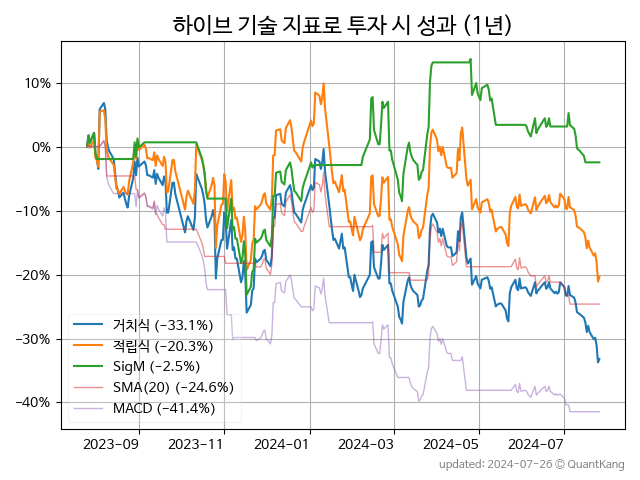 하이브 기술 지표로 투자 시 성과 (1년)
10%
0%
−10%
−20%
−30%
−40%
거치식 (-33.1%)
적립식 (-20.3%)
SigM (-2.5%)
SMA(20) (-24.6%)
MACD (-41.4%)
2023-09
2023-11
2024-01
2024-03
2024-05
2024-07
updated: 2024-07-26 © QuantKang